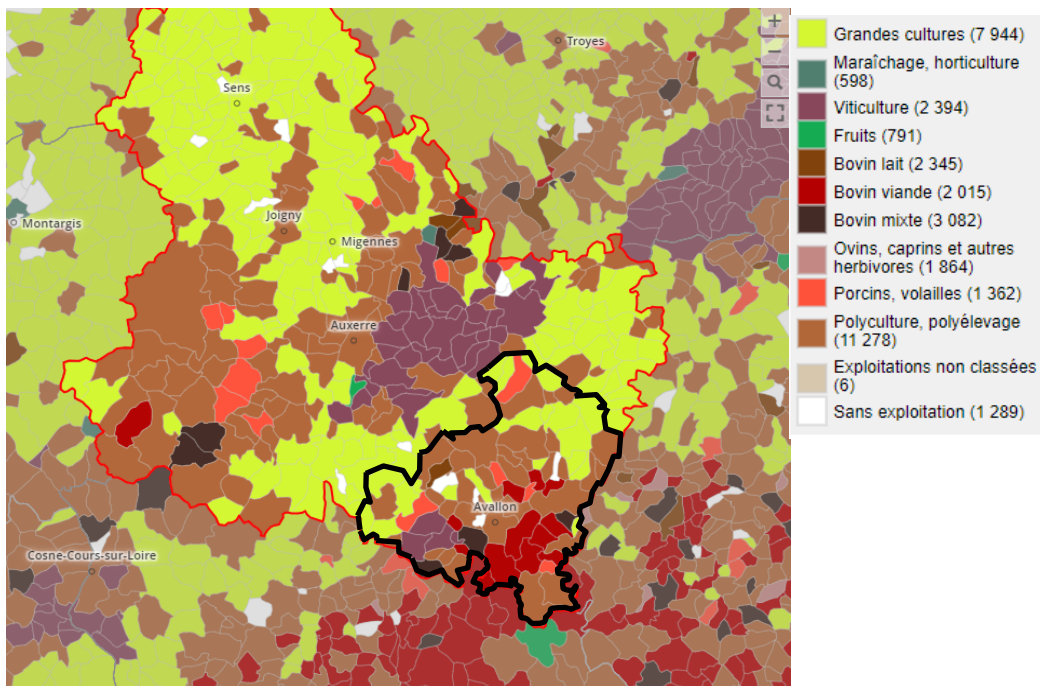 Troyes
Sens
Montargis
Joigny
Migennes
Auxerre
Avallon
Cosne-Cours-sur-Loire
+
−
Grandes cultures (7 944)
Maraîchage, horticulture
(598)
Viticulture (2 394)
Fruits (791)
Bovin lait (2 345)
Bovin viande (2 015)
Bovin mixte (3 082)
Ovins, caprins et autres
herbivores (1 864)
Porcins, volailles (1 362)
Polyculture, polyélevage
(11 278)
Exploitations non classées
(6)
Sans exploitation (1 289)